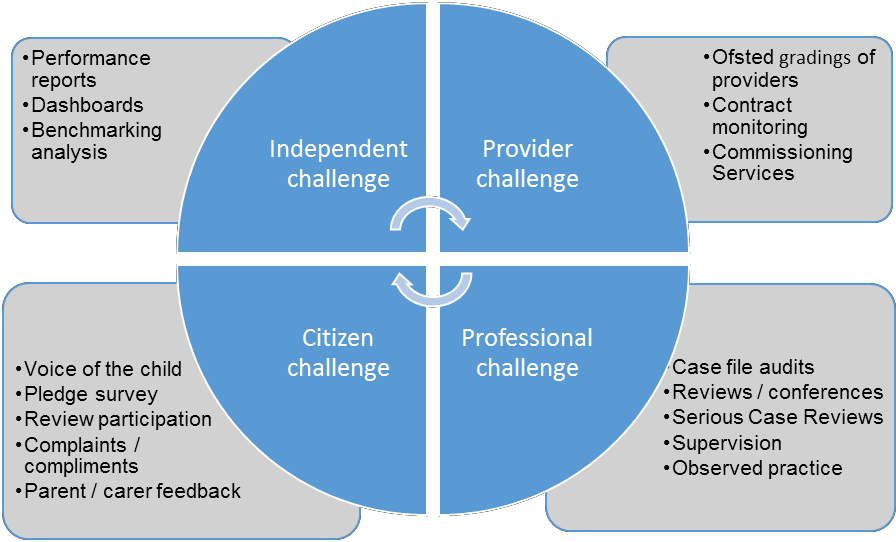 •Performance
reports
•Dashboards
•Benchmarking
analysis
Independent
challenge
Provider
challenge
•Ofsted gradings of
providers
•Contract
monitoring
•Commissioning
Services
•Voice of the child
•Pledge survey
•Review participation
•Complaints /
compliments
•Parent / carer feedback
Citizen
challenge
Professional
challenge
•Case file audits
•Reviews / conferences
•Serious Case Reviews
•Supervision
•Observed practice